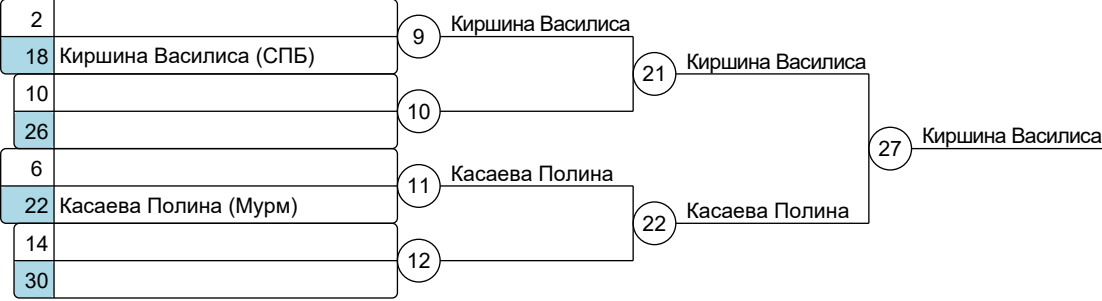 2
18 Киршина Василиса (СПБ)
10
26
6
22 Касаева Полина (Мурм)
14
30
9
Киршина Василиса
10
11
Касаева Полина
12
21
Киршина Василиса
22
Касаева Полина
27
Киршина Василиса